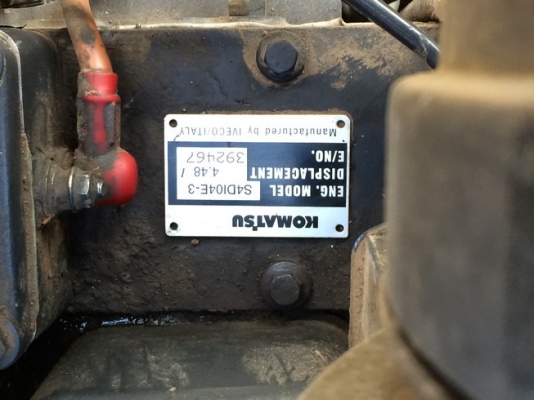 KOMATSU
ENG. MODEL S4D104E-3
DISPLACEMENT 4.48 l
E/NO. 392467
Manufactured by IVECO/ITALY